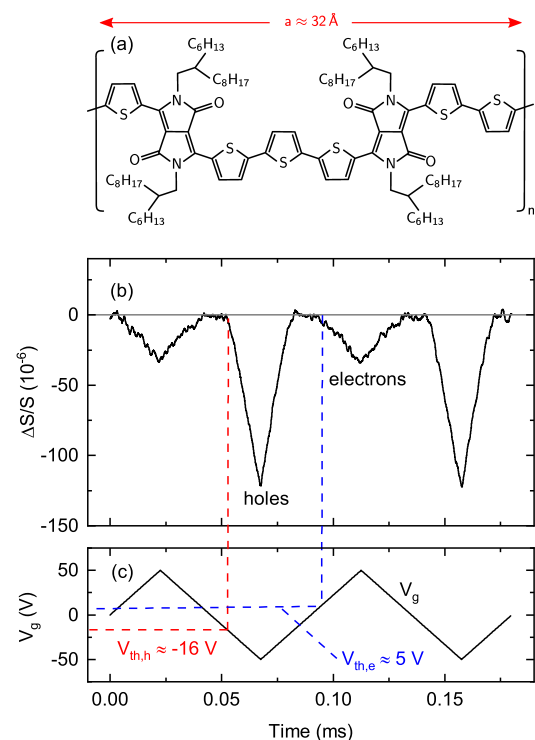 a ≈ 32 Å
(a)
C6H13 C6H13
C8H17 C8H17
S N O O N S S
O N S S S N O
C8H17 C8H17
C6H13 C6H13
n
(b)
0
-50
-100
-150
ΔS/S (10-6)
electrons
holes
(c)
50
0
-50
Vg (V)
Vg
Vth,h ≈ -16 V
Vth,e ≈ 5 V
0.00 0.05 0.10 0.15
Time (ms)